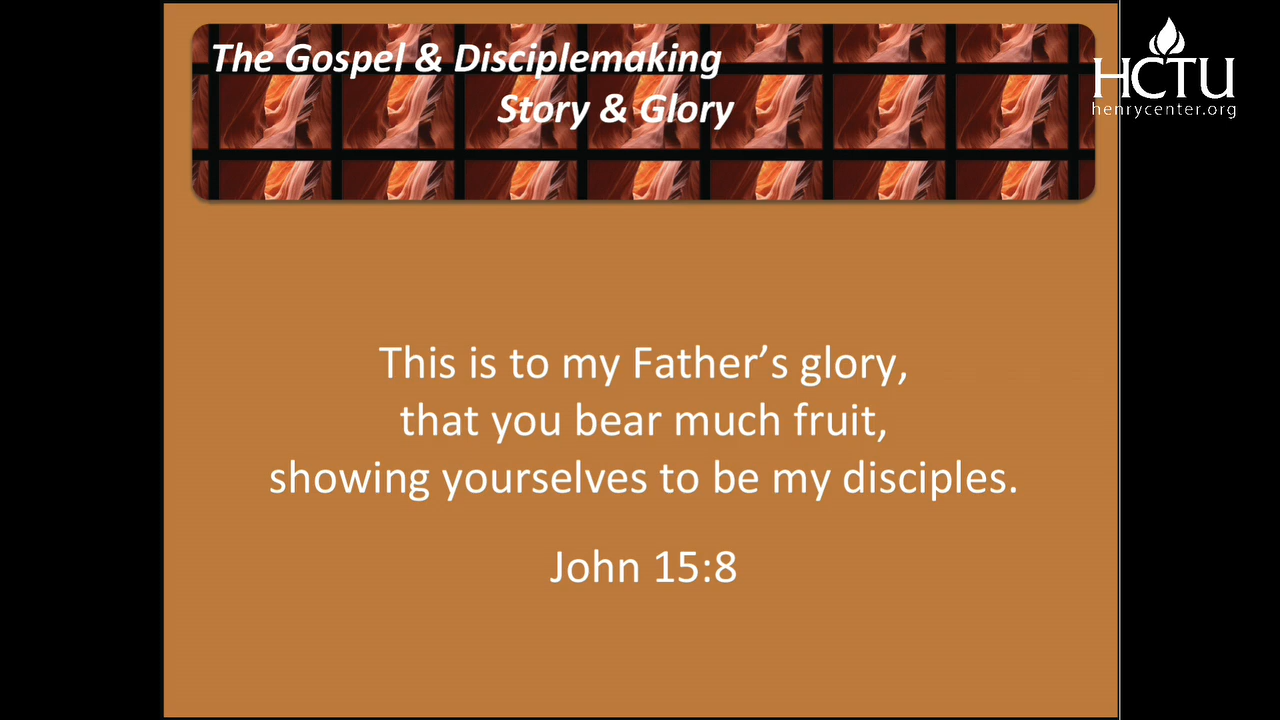 The Gospel & Disciplemaking
Story & Glory
HCTU
henrycenter.org
This is to my Father’s glory,
that you bear much fruit,
showing yourselves to be my disciples.
John 15:8